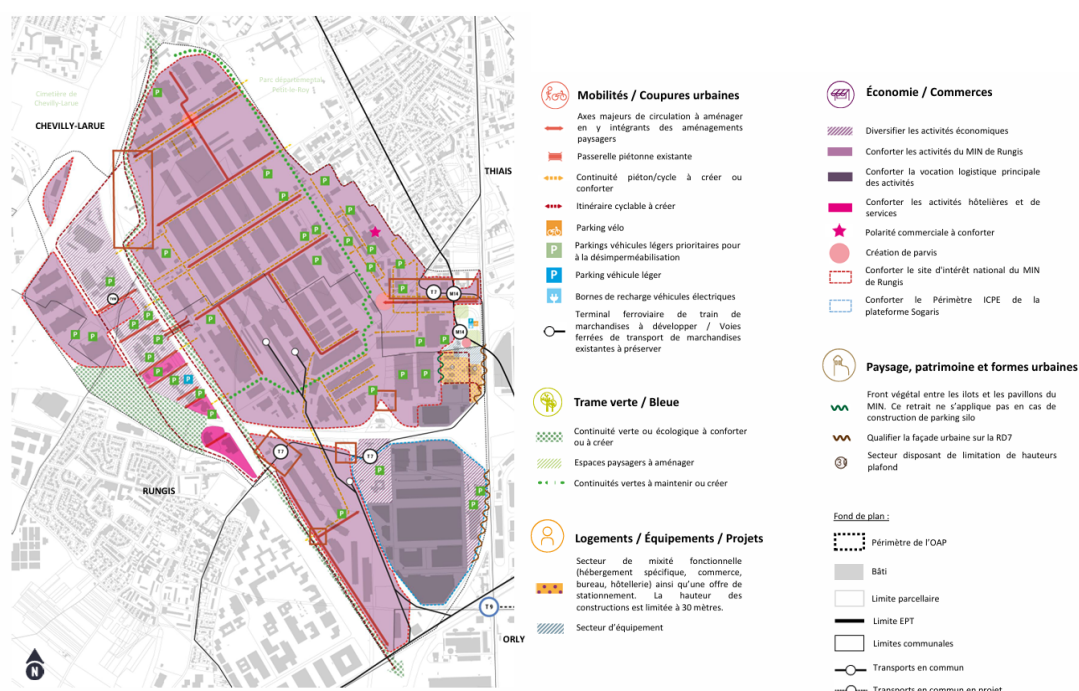 Cimetière de
Chevilly-Larue
Parc départemental
Petit-le-Roy
CHEVILLY-LARUE
THIAIS
RUNGIS
ORLY
P
T 7
M14
M14
T 7
T 7
T 9
N
Mobilités / Coupures urbaines
Axes majeurs de circulation à aménager
en y intégrants des aménagements
paysagers
Passerelle piétonne existante
Continuité piéton/cycle à créer ou
conforter
Itinéraire cyclable à créer
Parking vélo
P
Parkings véhicules légers prioritaires pour
à la désimperméabilisation
P
Parking véhicule léger
Bornes de recharge véhicules électriques
Terminal ferroviaire de train de
marchandises à développer / Voies
ferrées de transport de marchandises
existantes à préserver
Trame verte / Bleue
Continuité verte ou écologique à conforter
ou à créer
Espaces paysagers à aménager
Continuités vertes à maintenir ou créer
Logements / Équipements / Projets
Secteur de mixité fonctionnelle
(hébergement spécifique, commerce,
bureau, hôtellerie) ainsi qu'une offre de
stationnement. La hauteur des
constructions est limitée à 30 mètres.
Secteur d'équipement
Économie / Commerces
Diversifier les activités économiques
Conforter les activités du MIN de Rungis
Conforter la vocation logistique principale
des activités
Conforter les activités hôtelières et de
services
Polarité commerciale à conforter
Création de parvis
Conforter le site d'intérêt national du MIN
de Rungis
Conforter le Périmètre ICPE de la
plateforme Sogaris
Paysage, patrimoine et formes urbaines
Front végétal entre les ilots et les pavillons du
MIN. Ce retrait ne s'applique pas en cas de
construction de parking silo
Qualifier la façade urbaine sur la RD7
Secteur disposant de limitation de hauteurs
plafond
Fond de plan :
Périmètre de l'OAP
Bâti
Limite parcellaire
Limite EPT
Limites communales
Transports en commun
Transports en commun en projet